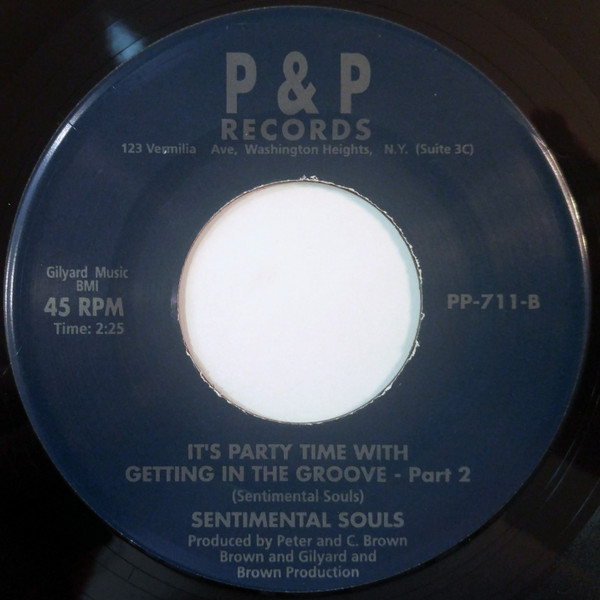 P & P
RECORDS
123 Vermilia Ave, Washington Heights, N.Y. (Suite 3C)
Gilyard Music
BMI
45 RPM
Time: 2:25
PP-711-B
IT'S PARTY TIME WITH
GETTING IN THE GROOVE - Part 2
(Sentimental Souls)
SENTIMENTAL SOULS
Produced by Peter and C. Brown
Brown and Gilyard and
Brown Production